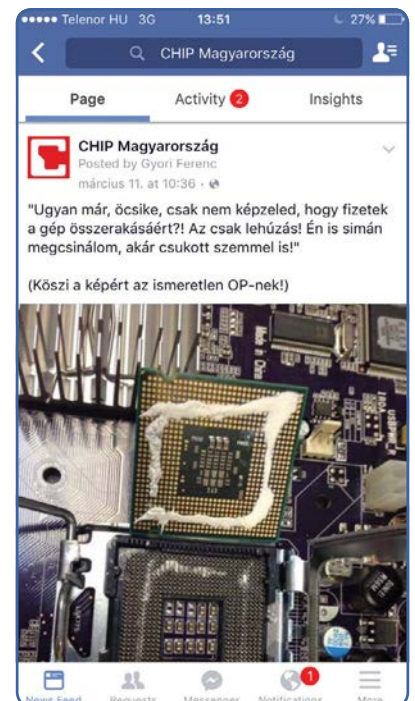 Telenor HU 3G 13:51 27%
CHIP Magyarország
Page Activity 2 Insights
CHIP Magyarország
Posted by Gyori Ferenc
március 11. at 10:36 ·
"Ugyan már, öcsike, csak nem képzeled, hogy fizetek
a gép összerakásáért?! Az csak lehúzás! Én is simán
megcsinálom, akár csukott szemmel is!"
(Köszi a képért az ismeretlen OP-nek!)
Made in
1
News Feed Requests Messenger Notifications More